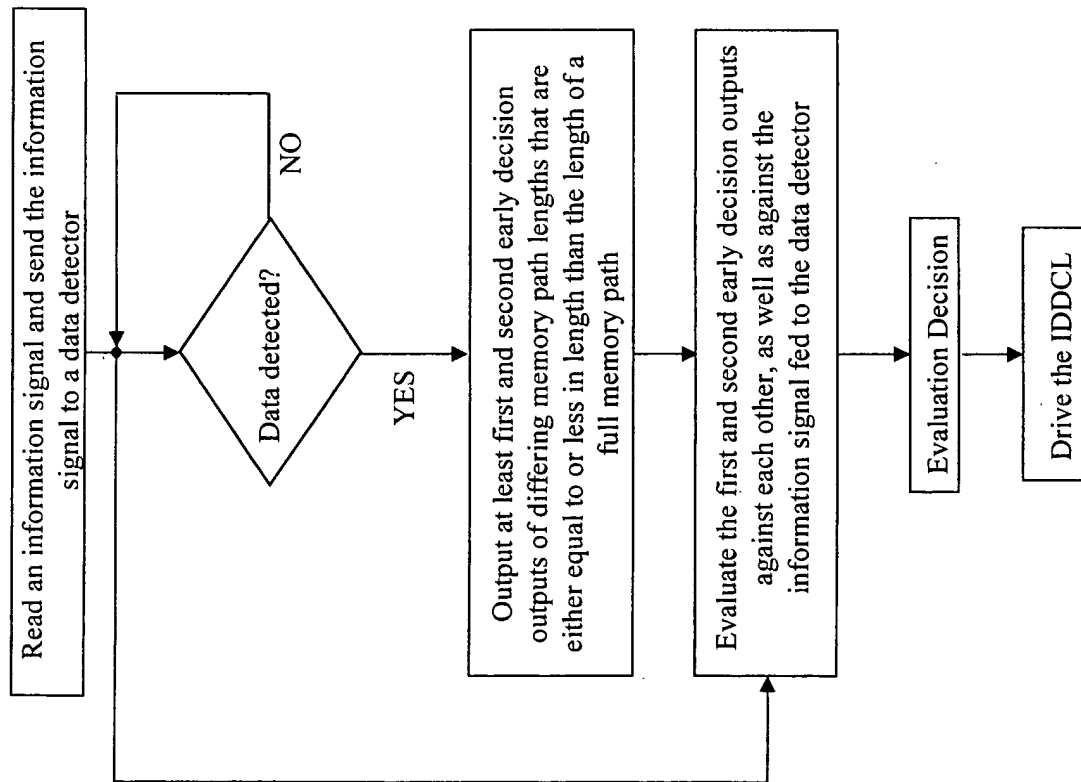 Read an information signal and send the information
signal to a data detector
Data detected?
NO
YES
Output at least first and second early decision
outputs of differing memory path lengths that are
either equal to or less in length than the length of a
full memory path
Evaluate the first and second early decision outputs
against each other, as well as against the
information signal fed to the data detector
Evaluation Decision
Drive the IDDCL